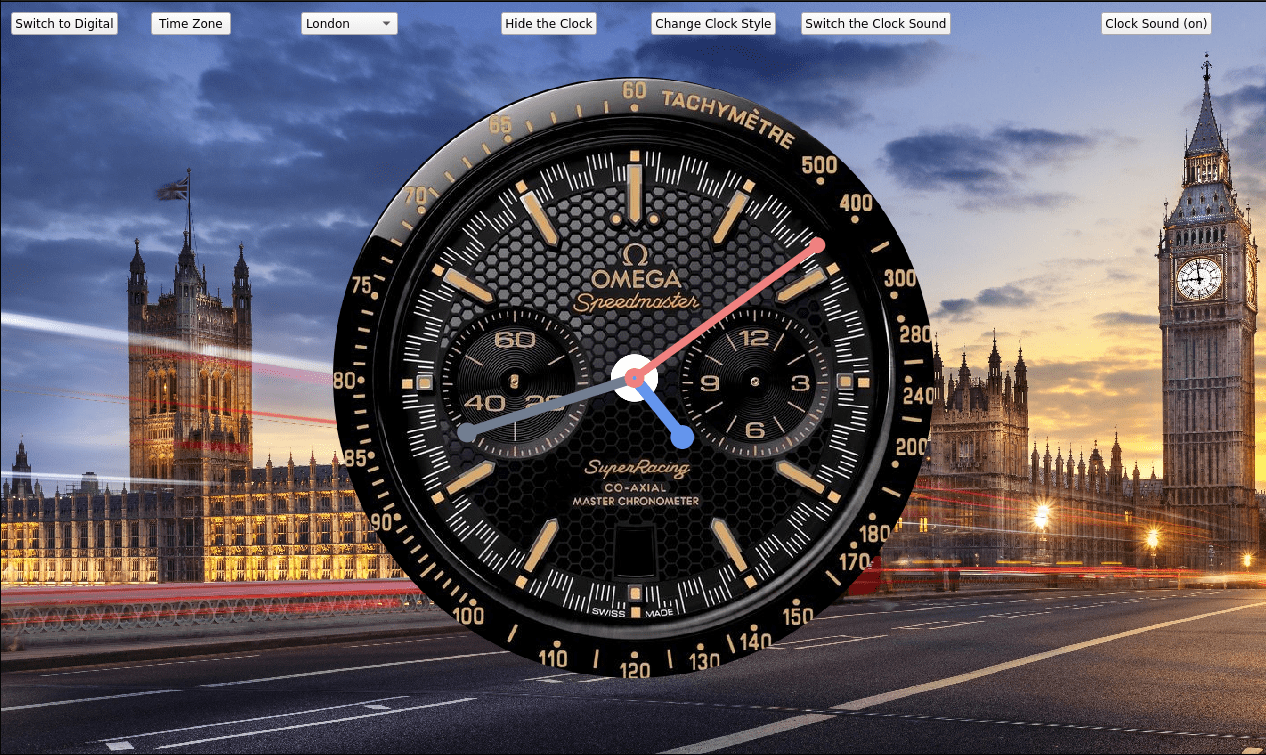 Switch to Digital
Time Zone
London
Hide the Clock
Change Clock Style
Switch the Clock Sound
Clock Sound (on)
60
TACHYMÈTRE
65
500
70
400
75
300
280
80
240
85
200
90
180
170
100
150
110
140
120
130
Ω
OMEGA
Speedmaster
60
40 20
12
9 3
6
SuperRacing
CO-AXIAL
MASTER CHRONOMETER
SWISS MADE